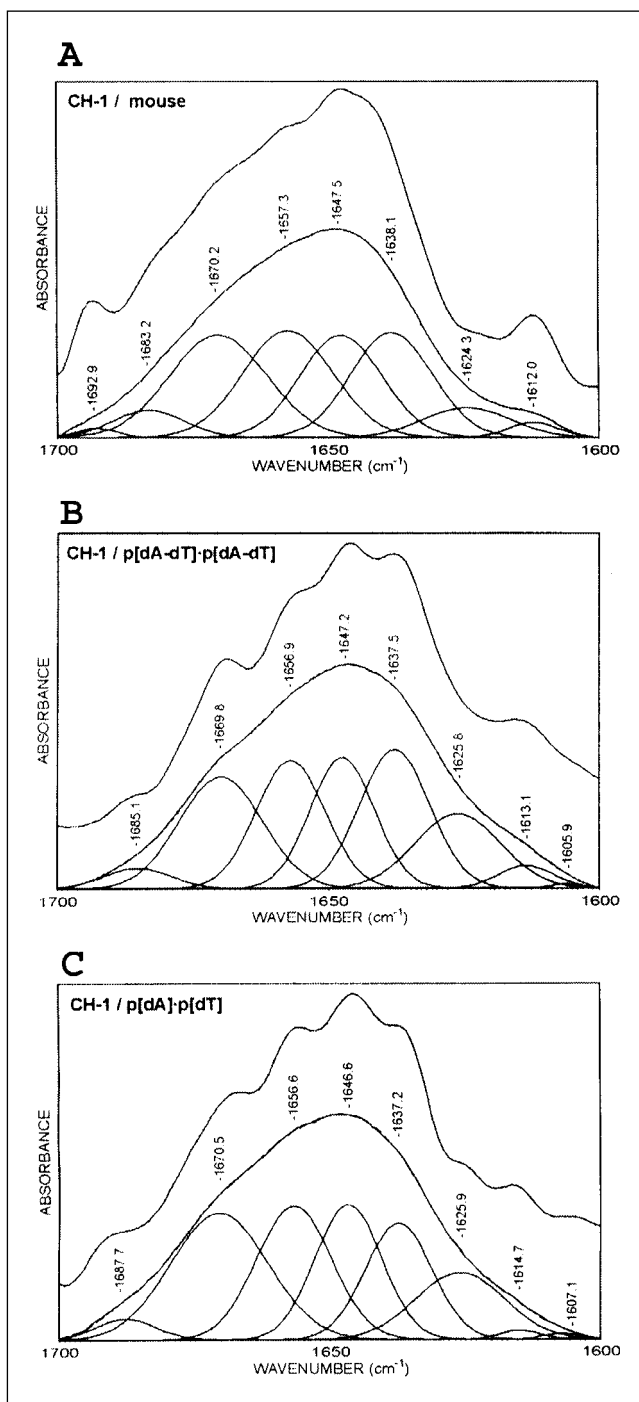 A
CH-1 / mouse
ABSORBANCE
-1692.9
-1683.2
-1670.2
-1657.3
-1647.5
-1638.1
-1624.3
-1612.0
1700
1650
1600
WAVENUMBER (cm⁻¹)
B
CH-1 / p[dA-dT]·p[dA-dT]
ABSORBANCE
-1685.1
-1669.8
-1656.9
-1647.2
-1637.5
-1625.8
-1613.1
-1605.9
1700
1650
1600
WAVENUMBER (cm⁻¹)
C
CH-1 / p[dA]·p[dT]
ABSORBANCE
-1687.7
-1670.5
-1656.6
-1646.6
-1637.2
-1625.9
-1614.7
-1607.1
1700
1650
1600
WAVENUMBER (cm⁻¹)